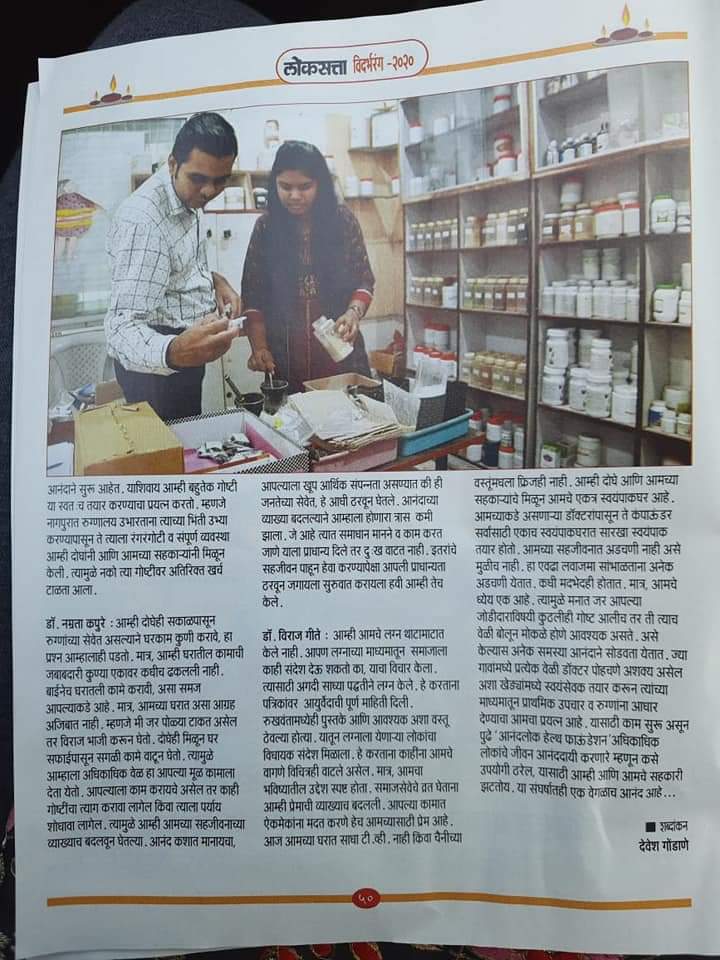 लोकसत्ता विदर्भरंग -२०२०
आनंदाने सुरू आहेत. याशिवाय आम्ही बहुतेक गोष्टी
या स्वतःच तयार करण्याचा प्रयत्न करतो. म्हणजे
नागपुरात रुग्णालय उभारताना त्याच्या भिंती उभ्या
करण्यापासून ते त्याला रंगरंगोटी व संपूर्ण व्यवस्था
आम्ही दोघांनी आणि आमच्या सहकाऱ्यांनी मिळून
केली. त्यामुळे नको त्या गोष्टीवर अतिरिक्त खर्च
टाळता आला.
डॉ. नम्रता कपुरे : आम्ही दोघेही सकाळपासून
रुग्णांच्या सेवेत असल्याने घरकाम कुणी करावे, हा
प्रश्न आम्हालाही पडतो. मात्र, आम्ही घरातील कामाची
जबाबदारी कुण्या एकावर कधीच ढकलली नाही.
बाईनेच घरातली कामे करावी, असा समज
आपल्याकडे आहे. मात्र, आमच्या घरात असा आग्रह
अजिबात नाही. म्हणजे मी जर पोळ्या टाकत असेल
तर विराज भाजी करून घेतो. दोघेही मिळून घर
सफाईपासून सगळी कामे वाटून घेतो. त्यामुळे
आम्हाला अधिकाधिक वेळ हा आपल्या मूळ कामाला
देता येतो. आपल्याला काम करायचे असेल तर काही
गोष्टींचा त्याग करावा लागेल किंवा त्याला पर्याय
शोधावा लागेल. त्यामुळे आम्ही आमच्या सहजीवनाच्या
व्याख्याच बदलवून घेतल्या. आनंद कशात मानायचा,
आपल्याला खूप आर्थिक संपन्नता असण्यात की ही
जनतेच्या सेवेत, हे आधी ठरवून घेतले. आनंदाच्या
व्याख्या बदलल्याने आम्हाला होणारा त्रास कमी
झाला. जे आहे त्यात समाधान मानने व काम करत
जाणे याला प्राधान्य दिले तर दुःख वाटत नाही. इतरांचे
सहजीवन पाहून हेवा करण्यापेक्षा आपली प्राधान्यता
ठरवून जगायला सुरुवात करायला हवी आम्ही तेच
केले.
डॉ. विराज गीते : आम्ही आमचे लग्न थाटामाटात
केले नाही. आपण लग्नाच्या माध्यमातून समाजाला
काही संदेश देऊ शकतो का, याचा विचार केला.
त्यासाठी अगदी साध्या पद्धतीने लग्न केले. हे करताना
पत्रिकांवर आयुर्वेदाची पूर्ण माहिती दिली.
रुखवंतामध्येही पुस्तके आणि आवश्यक अशा वस्तू
ठेवल्या होत्या. यातून लग्नाला येणाऱ्या लोकांचा
विधायक संदेश मिळाला. हे करताना काहींना आमचे
वागणे विचित्रही वाटले असेल. मात्र, आमचा
भविष्यातील उद्देश स्पष्ट होता. समाजसेवेचे व्रत घेताना
आम्ही प्रेमाची व्याख्याच बदलली. आपल्या कामात
ऐकमेकांना मदत करणे हेच आमच्यासाठी प्रेम आहे.
आज आमच्या घरात साधा टी.व्ही. नाही किंवा चैनीच्या
वस्तूंमधला फ्रिजही नाही. आम्ही दोघे आणि आमच्या
सहकाऱ्यांचे मिळून आमचे एकत्र स्वयंपाकघर आहे.
आमच्याकडे असणाऱ्या डॉक्टरांपासून ते कंपाऊंडर
सर्वांसाठी एकाच स्वयंपाकघरात सारखा स्वयंपाक
तयार होतो. आमच्या सहजीवनात अडचणी नाही असे
मुळीच नाही. हा एवढा लवाजमा सांभाळताना अनेक
अडचणी येतात. कधी मदभेदही होतात. मात्र, आमचे
ध्येय एक आहे. त्यामुळे मनात जर आपल्या
जोडीदाराविषयी कुठलीही गोष्ट आलीच तर ती त्याच
वेळी बोलून मोकळे होणे आवश्यक असते. असे
केल्यास अनेक समस्या आनंदाने सोडवता येतात. ज्या
गावांमध्ये प्रत्येक वेळी डॉक्टर पोहचणे अशक्य असेल
अशा खेड्यांमध्ये स्वयंसेवक तयार करून त्यांच्या
माध्यमातून प्राथमिक उपचार व रुग्णांना आधार
देण्याचा आमचा प्रयत्न आहे. यासाठी काम सुरू असून
पुढे 'आनंदलोक हेल्थ फाऊंडेशन'अधिकाधिक
लोकांचे जीवन आनंददायी करणारे म्हणून कसे
उपयोगी ठरेल, यासाठी आम्ही आणि आमचे सहकारी
झटतोय. या संघर्षातही एक वेगळाच आनंद आहे...
■ शब्दांकन
देवेश गोंडाणे
५०